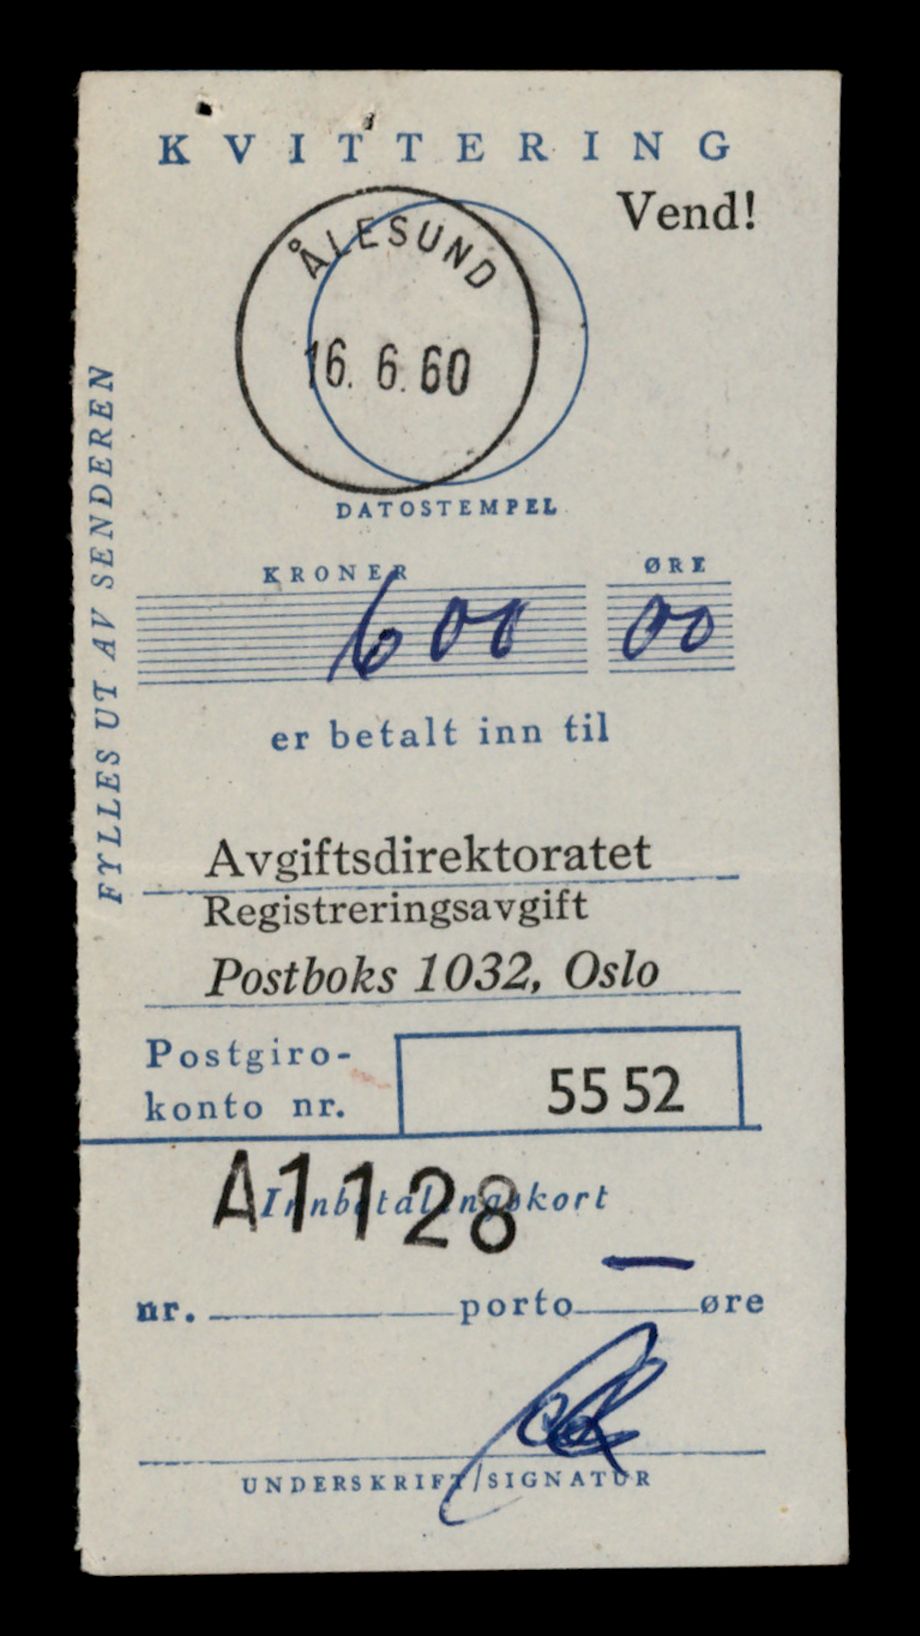 KVITTERING
Vend!
ÅLESUND
16. 6. 60
DATOSTEMPEL
FYLLES UT AV SENDEREN
KRONER ØRE
600 00
er betalt inn til
Avgiftsdirektoratet
Registreringsavgift
Postboks 1032, Oslo
Postgiro-
konto nr. 55 52
A1128
Innbetalingskort
nr. porto — øre
UNDERSKRIFT/SIGNATUR